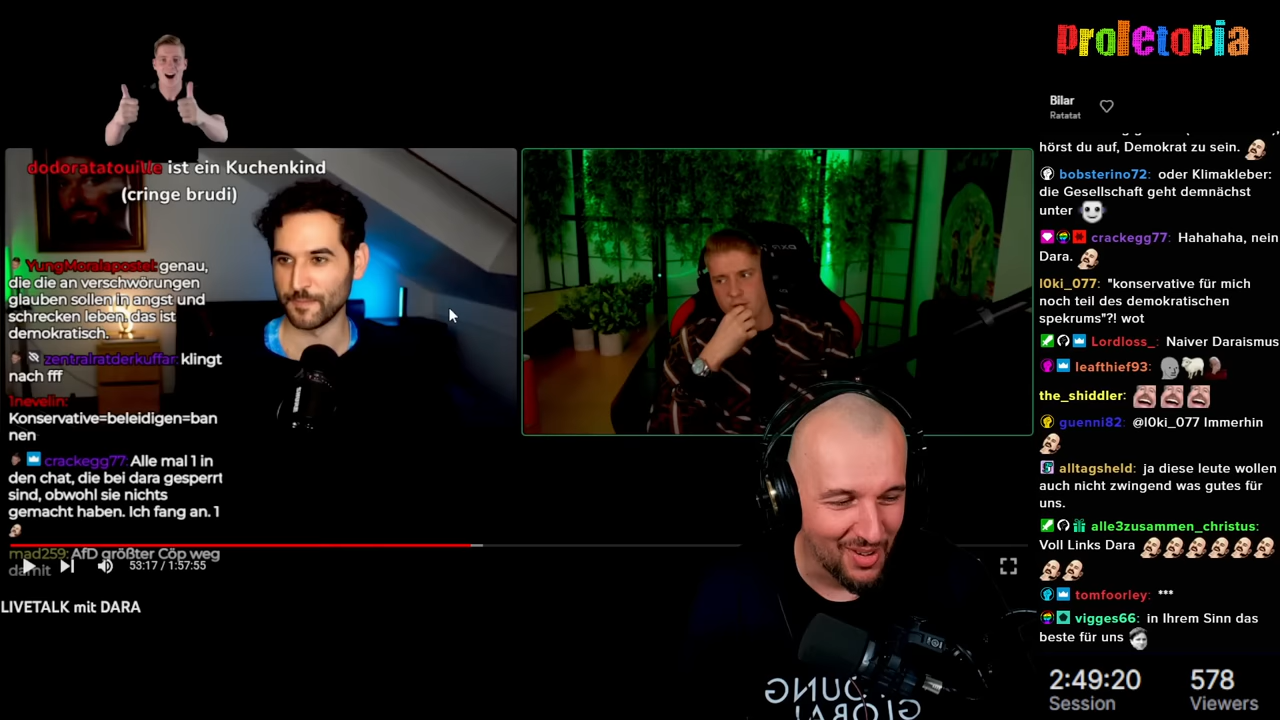 proletopia
Bilar
Ratatat
hörst du auf, Demokrat zu sein.
bobsterino72: oder Klimakleber:
die Gesellschaft geht demnächst
unter
crackegg77: Hahahaha, nein
Dara.
l0ki_077: "konservative für mich
noch teil des demokratischen
spekrums"?! wot
Lordloss_: Naiver Daraismus
leafthief93:
the_shiddler:
guenni82: @l0ki_077 Immerhin
alltagsheld: ja diese leute wollen
auch nicht zwingend was gutes für
uns.
alle3zusammen_christus:
Voll Links Dara
tomfoorley: ***
vigges66: in Ihrem Sinn das
beste für uns
2:49:20
Session
578
Viewers
dodoratatouille ist ein Kuchenkind
(cringe brudi)
YungMoralapostel: genau,
die die an verschwörungen
glauben sollen in angst und
schrecken leben. das ist
demokratisch.
zentralratderkuffar: klingt
nach fff
1nevelin:
Konservative=beleidigen=ban
nen
crackegg77: Alle mal 1 in
den chat, die bei dara gesperrt
sind, obwohl sie nichts
gemacht haben. Ich fang an. 1
mad259: AfD größter Cöp weg
damit
53:17 / 1:57:55
LIVETALK mit DARA
YOUNG
GLOBAL